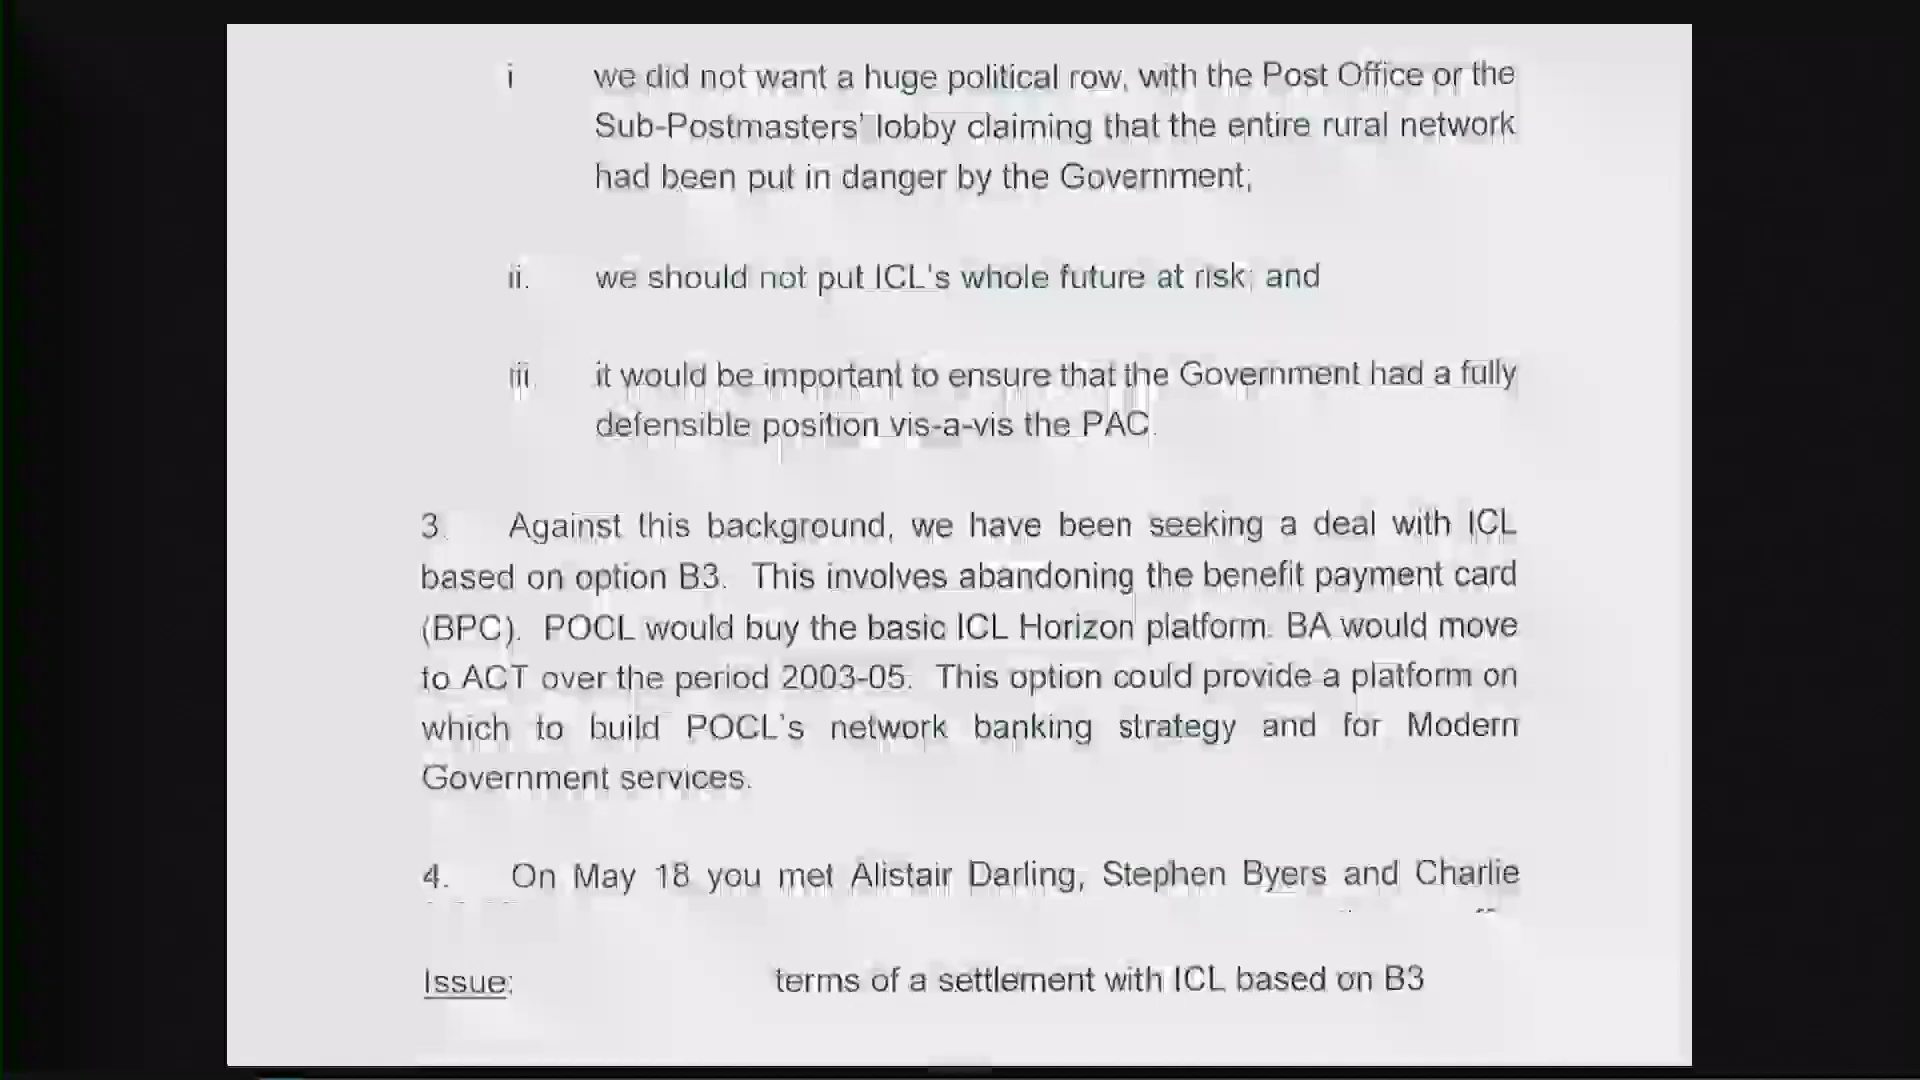 i we did not want a huge political row, with the Post Office or the
Sub-Postmasters' lobby claiming that the entire rural network
had been put in danger by the Government;
ii. we should not put ICL's whole future at risk; and
iii. it would be important to ensure that the Government had a fully
defensible position vis-a-vis the PAC.
3. Against this background, we have been seeking a deal with ICL
based on option B3. This involves abandoning the benefit payment card
(BPC). POCL would buy the basic ICL Horizon platform. BA would move
to ACT over the period 2003-05. This option could provide a platform on
which to build POCL's network banking strategy and for Modern
Government services.
4. On May 18 you met Alistair Darling, Stephen Byers and Charlie
Issue: terms of a settlement with ICL based on B3